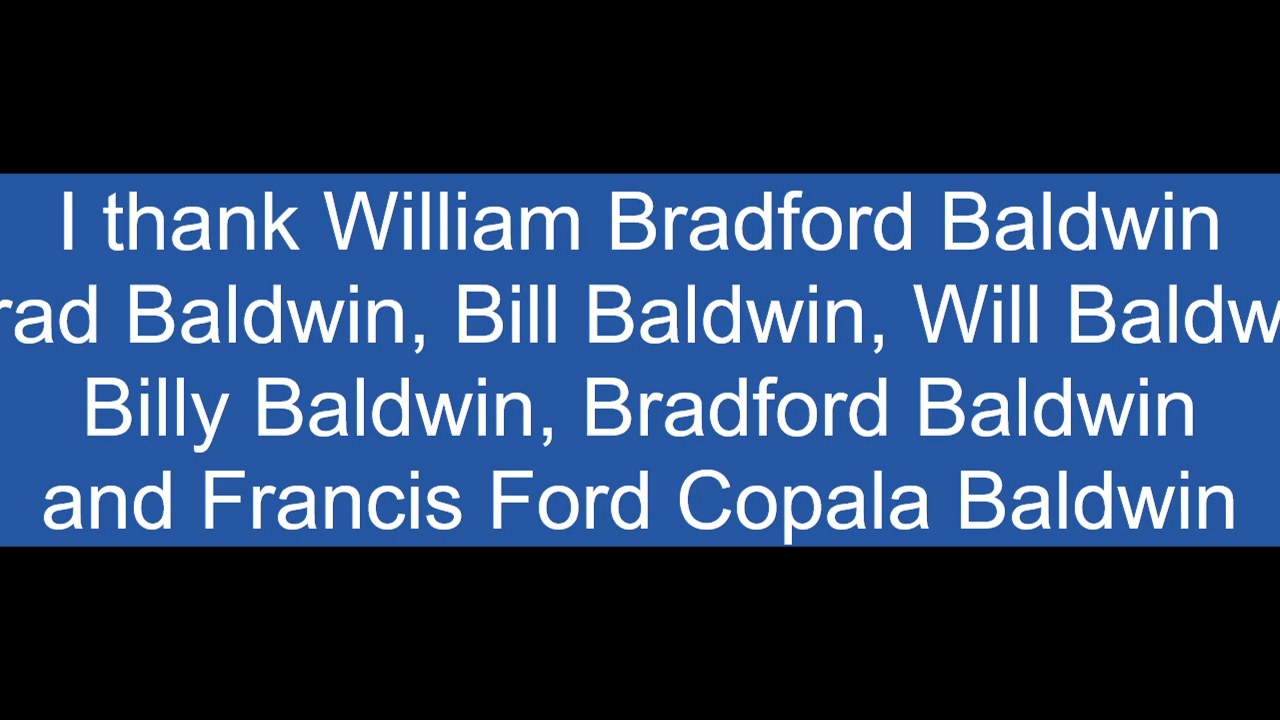 I thank William Bradford Baldwin
rad Baldwin, Bill Baldwin, Will Baldw
Billy Baldwin, Bradford Baldwin
and Francis Ford Copala Baldwin